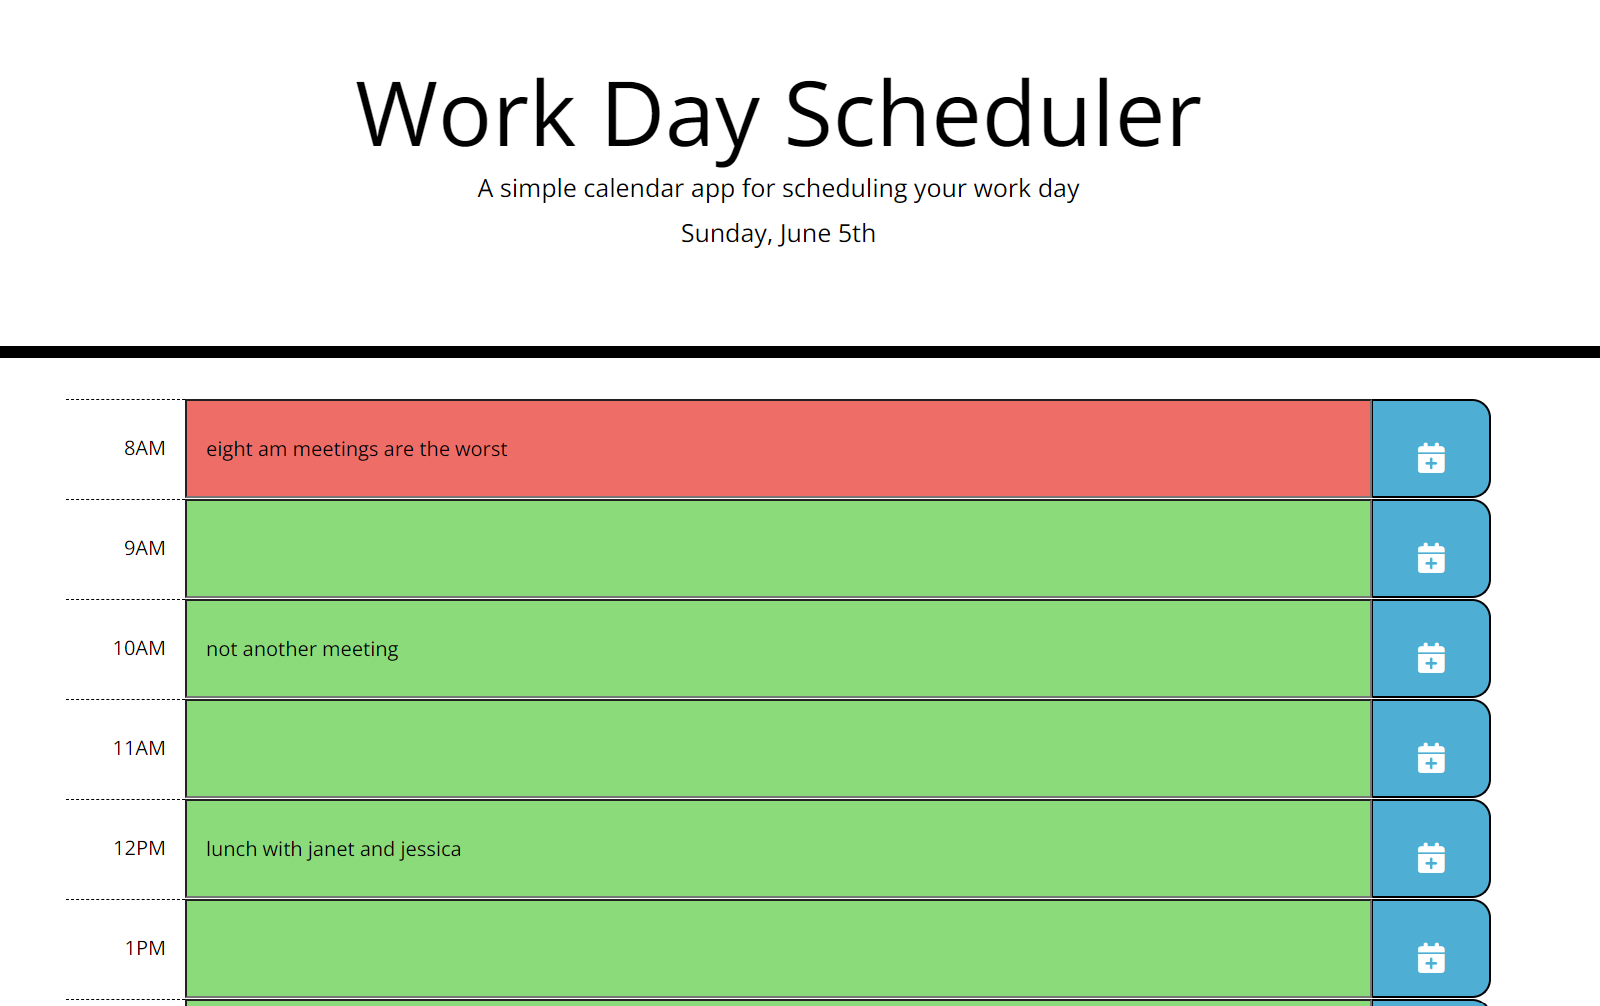 Work Day Scheduler
A simple calendar app for scheduling your work day
Sunday, June 5th
8AM
eight am meetings are the worst
9AM
10AM
not another meeting
11AM
12PM
lunch with janet and jessica
1PM